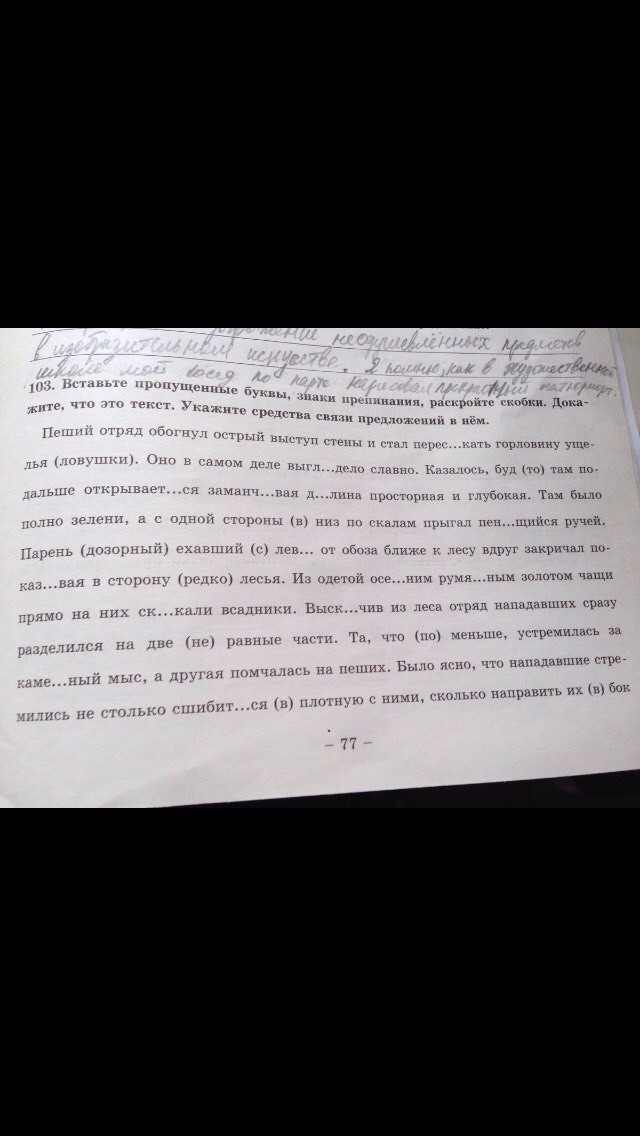 в изобразительном искусстве. Я помню, как в художественной
школе мой сосед по парте нарисовал прекрасный натюрморт.
103. Вставьте пропущенные буквы, знаки препинания, раскройте скобки. Дока-
жите, что это текст. Укажите средства связи предложений в нём.
Пеший отряд обогнул острый выступ стены и стал перес...кать горловину уще-
лья (ловушки). Оно в самом деле выгл...дело славно. Казалось, буд (то) там по-
дальше открывает...ся заманч...вая д...лина просторная и глубокая. Там было
полно зелени, а с одной стороны (в) низ по скалам прыгал пен...щийся ручей.
Парень (дозорный) ехавший (с) лев... от обоза ближе к лесу вдруг закричал по-
каз...вая в сторону (редко) лесья. Из одетой осе...ним румя...ным золотом чащи
прямо на них ск...кали всадники. Выск...чив из леса отряд нападавших сразу
разделился на две (не) равные части. Та, что (по) меньше, устремилась за
каме...ный мыс, а другая помчалась на пеших. Было ясно, что нападавшие стре-
мились не столько сшибит...ся (в) плотную с ними, сколько направить их (в) бок
– 77 –